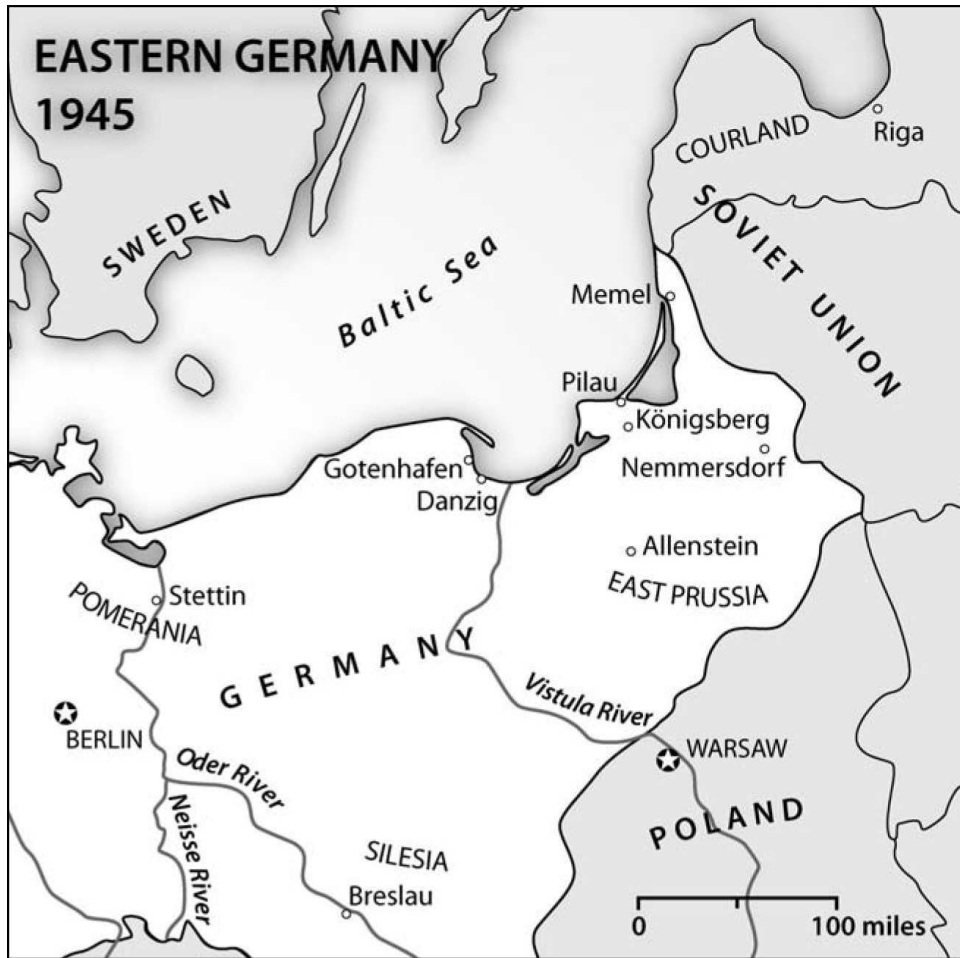 EASTERN GERMANY
1945
COURLAND
Riga
SWEDEN
SOVIET UNION
Baltic Sea
Memel
Pilau
Königsberg
Gotenhafen
Nemmersdorf
Danzig
Allenstein
Stettin
EAST PRUSSIA
POMERANIA
GERMANY
Vistula River
BERLIN
WARSAW
Oder River
Neisse River
POLAND
SILESIA
Breslau
0
100 miles